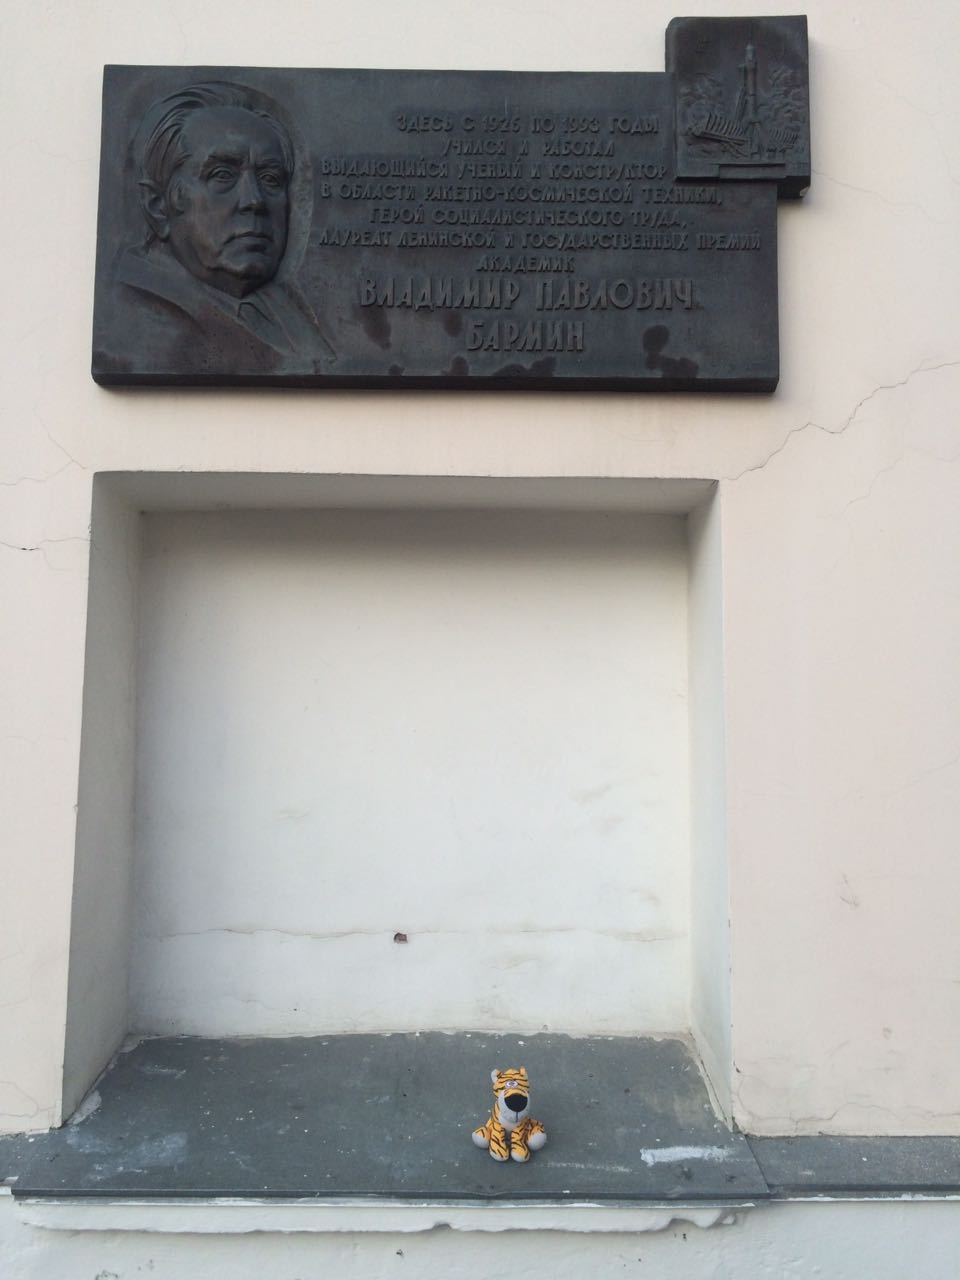 ЗДЕСЬ С 1926 ПО 1993 ГОДЫ
УЧИЛСЯ И РАБОТАЛ
ВЫДАЮЩИЙСЯ УЧЕНЫЙ И КОНСТРУКТОР
В ОБЛАСТИ РАКЕТНО-КОСМИЧЕСКОЙ ТЕХНИКИ,
ГЕРОЙ СОЦИАЛИСТИЧЕСКОГО ТРУДА,
ЛАУРЕАТ ЛЕНИНСКОЙ И ГОСУДАРСТВЕННЫХ ПРЕМИЙ
АКАДЕМИК
ВЛАДИМИР ПАВЛОВИЧ
БАРМИН